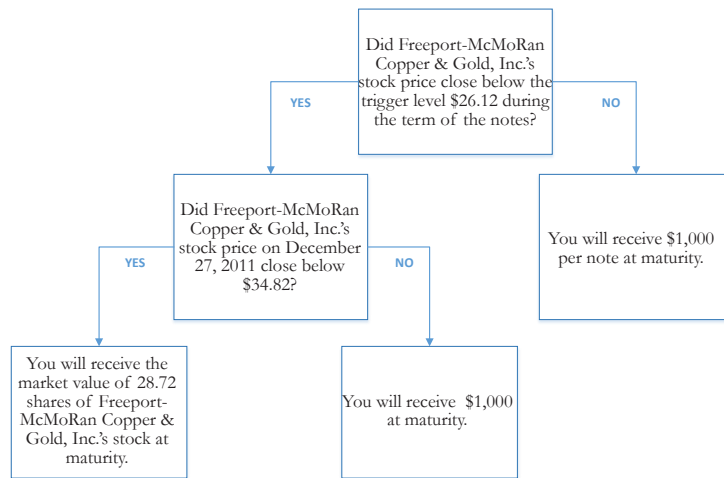 Did Freeport-McMoRan
Copper & Gold, Inc.'s
stock price close below the
trigger level $26.12 during
the term of the notes?
YES
NO
Did Freeport-McMoRan
Copper & Gold, Inc.'s
stock price on December
27, 2011 close below
$34.82?
You will receive $1,000
per note at maturity.
YES
NO
You will receive the
market value of 28.72
shares of Freeport-
McMoRan Copper &
Gold, Inc.'s stock at
maturity.
You will receive $1,000
at maturity.